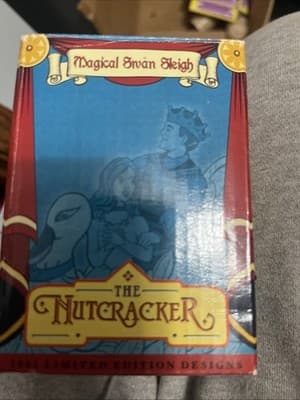 Magical Swan Sleigh
THE
NUTCRACKER
LIMITED EDITION DESIGNS